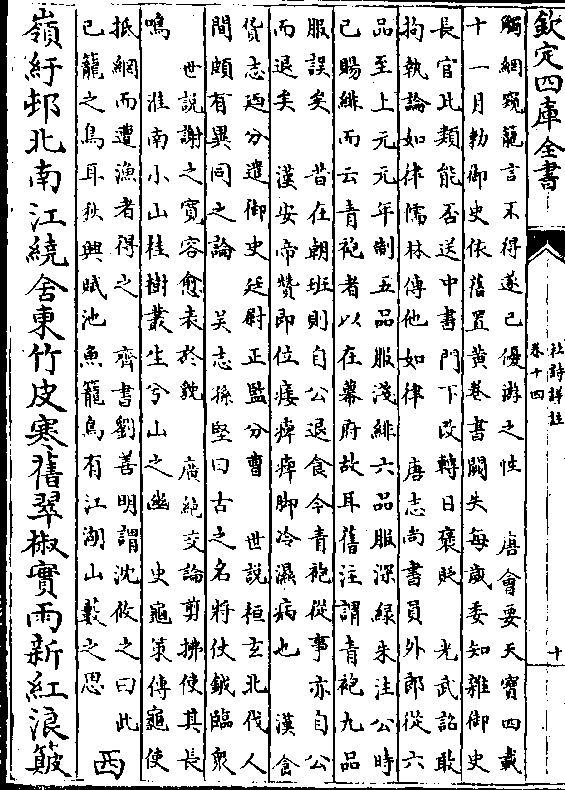 欽定四庫全書
杜詩詳註
卷十四
十
觸網窺籠言不得遂己優游之性　唐會要天寶四載
十一月勅御史依舊置黄卷書闕失每歲委知雜御史
長官此類能否送中書門下改轉日褒貶　光武詔敢
拘執論如律儒林傳他如律　唐志尚書員外郎從六
品至上元元年制五品服淺緋六品服深緑朱注公時
已賜緋而云青袍者以在幕府故耳舊注謂青袍九品
服誤矣　昔在朝班則自公退食今青袍從事亦自公
而退矣　漢安帝贊即位痿痺痺脚冷濕病也　漢食
貨志廼分遣御史廷尉正監分曹　世說桓玄北伐人
間頗有異同之論　吳志孫堅曰古之名將仗鉞臨衆
世說謝之寛容愈表於貌　廣絶交論剪拂使其長
鳴　淮南小山桂樹叢生兮山之幽　史龜策傳龜使
抵網而遭漁者得之　齊書劉善明謂沈攸之曰此
已籠之鳥耳秋興賦池魚籠鳥有江湖山藪之思
西
嶺紆邨北南江繞舍東竹皮寒舊翠椒實雨新紅浪簸